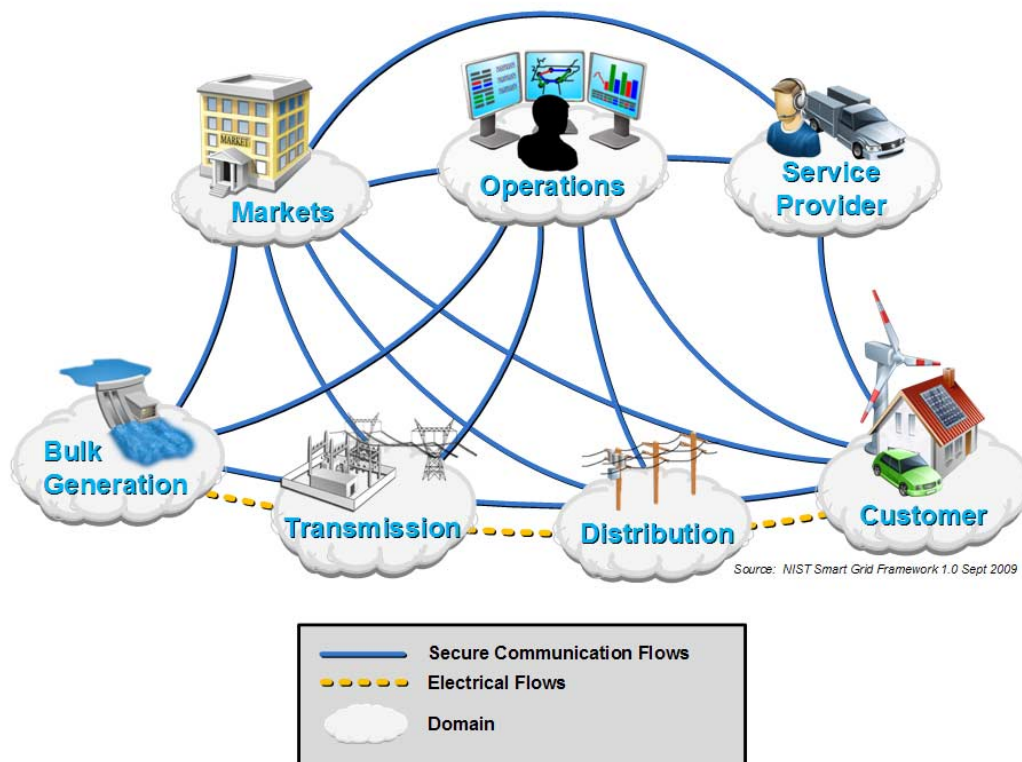 MARKET
Markets
Operations
Service
Provider
Bulk
Generation
Transmission
Distribution
Customer
Source: NIST Smart Grid Framework 1.0 Sept 2009
Secure Communication Flows
Electrical Flows
Domain